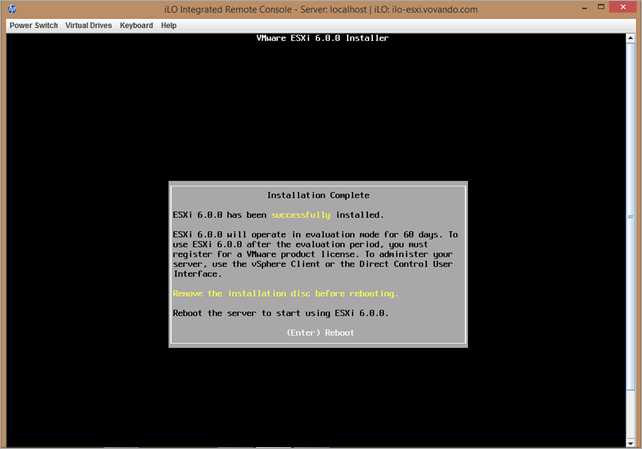 iLO Integrated Remote Console - Server: localhost | iLO: ilo-esxi.vovando.com
Power Switch Virtual Drives Keyboard Help
VMware ESXi 6.0.0 Installer
Installation Complete
ESXi 6.0.0 has been successfully installed.
ESXi 6.0.0 will operate in evaluation mode for 60 days. To
use ESXi 6.0.0 after the evaluation period, you must
register for a VMware product license. To administer your
server, use the vSphere Client or the Direct Control User
Interface.
Remove the installation disc before rebooting.
Reboot the server to start using ESXi 6.0.0.
(Enter) Reboot